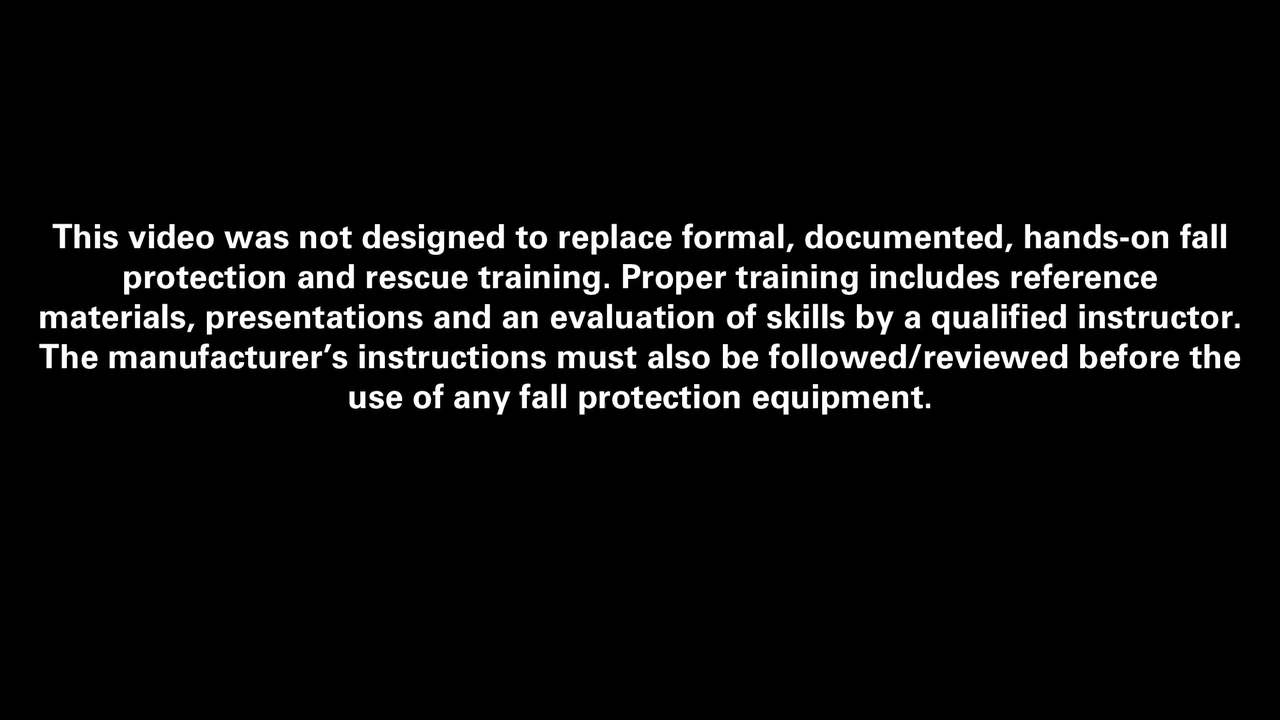 This video was not designed to replace formal, documented, hands-on fall
protection and rescue training. Proper training includes reference
materials, presentations and an evaluation of skills by a qualified instructor.
The manufacturer’s instructions must also be followed/reviewed before the
use of any fall protection equipment.